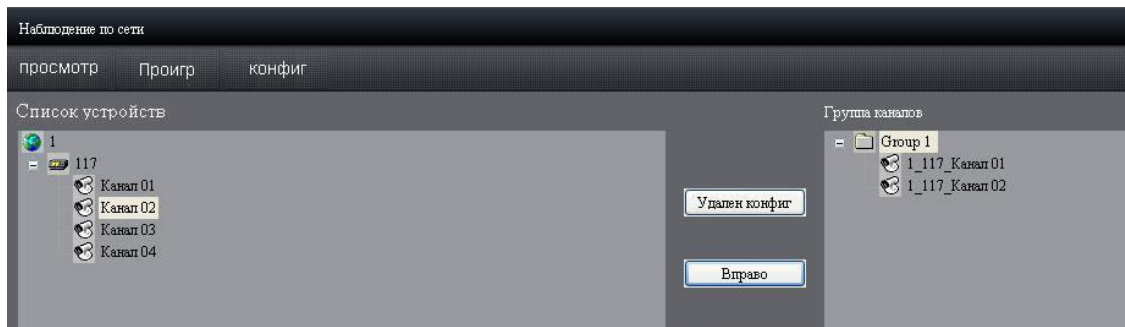 Наблюдение по сети
просмотр Проигр конфиг
Список устройств
1
117
Канал 01
Канал 02
Канал 03
Канал 04
Удален конфиг
Вправо
Группа каналов
Group 1
1_117_Канал 01
1_117_Канал 02